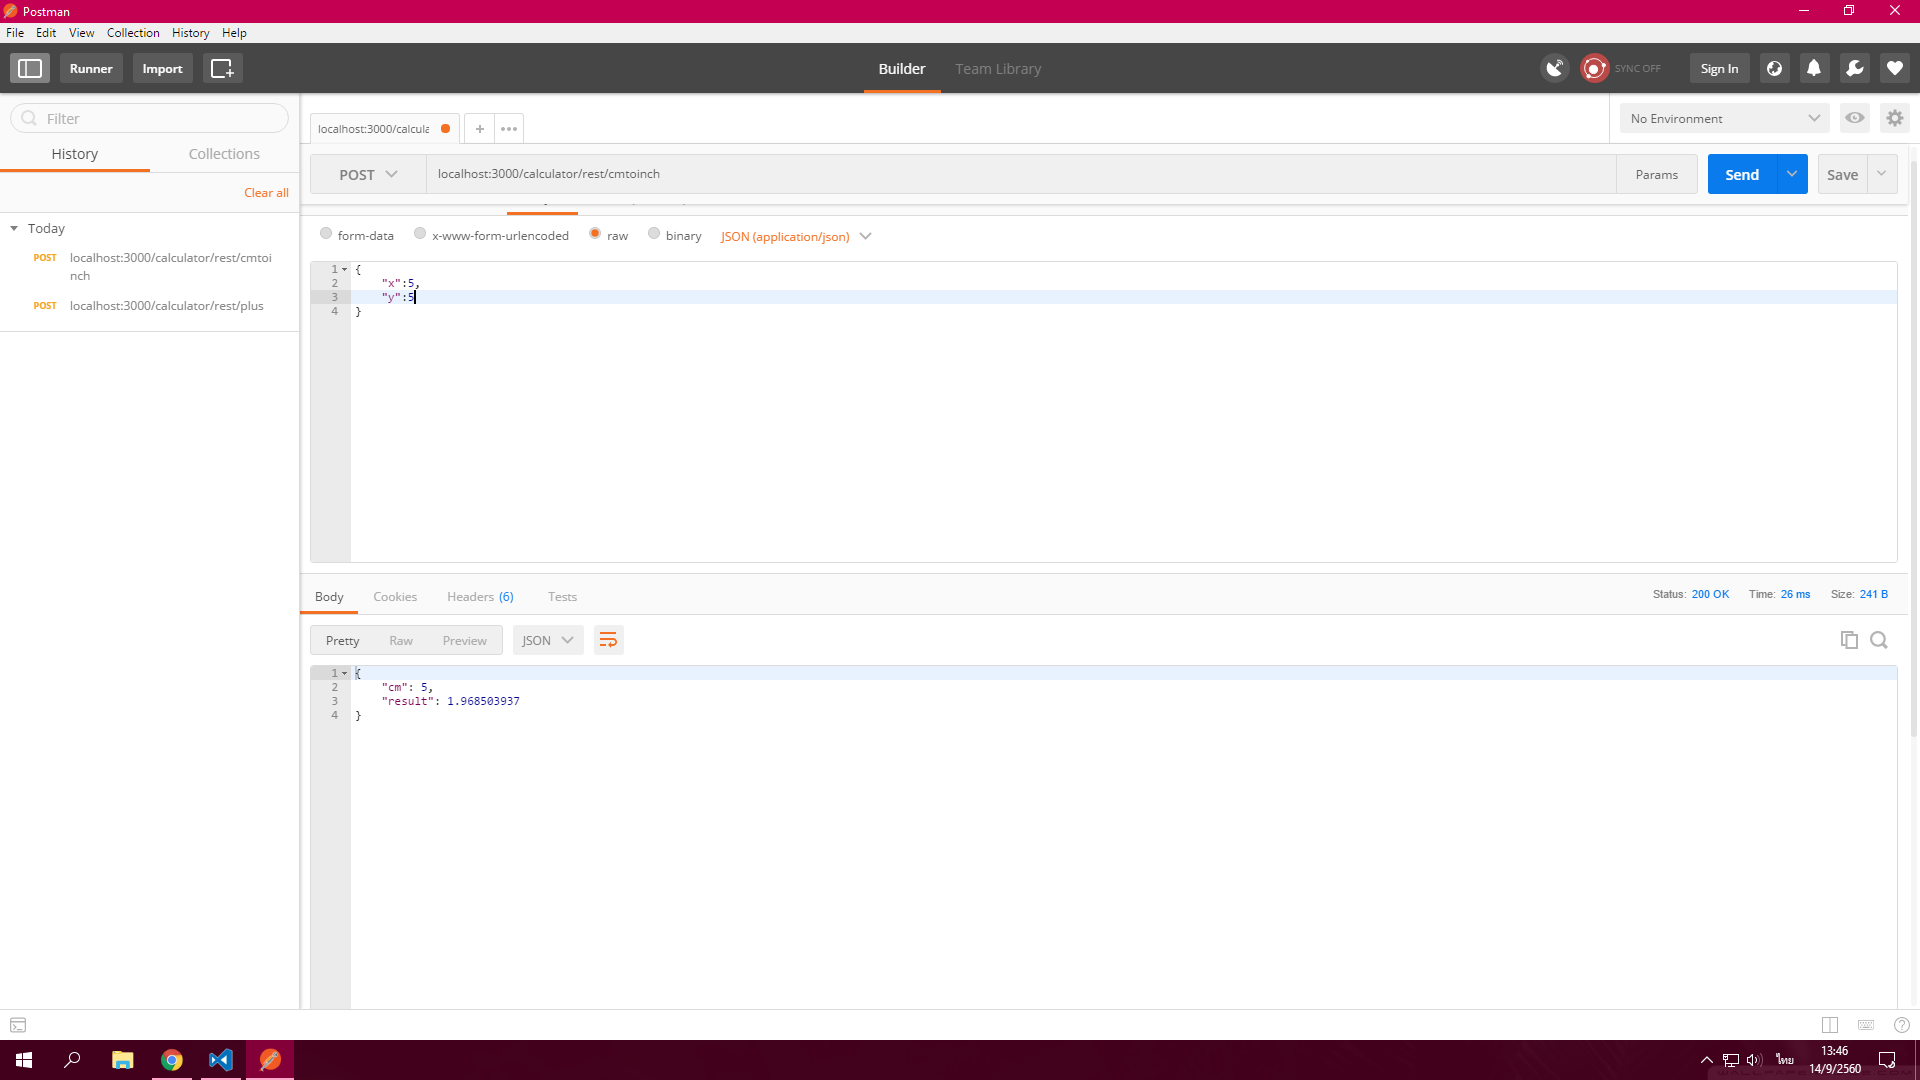 Postman
File Edit View Collection History Help
Runner Import Builder Team Library SYNC OFF Sign In
Filter
History Collections
Clear all
Today
POST localhost:3000/calculator/rest/cmtoi
nch
POST localhost:3000/calculator/rest/plus
localhost:3000/calcula
No Environment
POST localhost:3000/calculator/rest/cmtoinch Params Send Save
form-data x-www-form-urlencoded raw binary JSON (application/json)
1 {
2 "x":5,
3 "y":5
4 }
Body Cookies Headers (6) Tests Status: 200 OK Time: 26 ms Size: 241 B
Pretty Raw Preview JSON
1 {
2 "cm": 5,
3 "result": 1.968503937
4 }
ไทย
13:46
14/9/2560